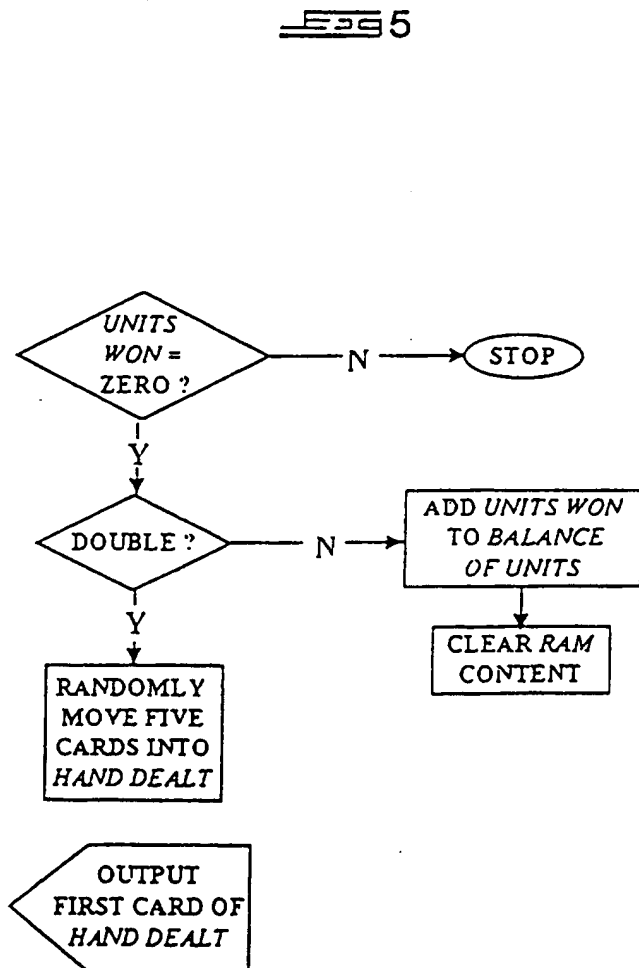 FIG 5
UNITS
WON =
ZERO ?
N
STOP
Y
DOUBLE ?
N
ADD UNITS WON
TO BALANCE
OF UNITS
Y
CLEAR RAM
CONTENT
RANDOMLY
MOVE FIVE
CARDS INTO
HAND DEALT
OUTPUT
FIRST CARD OF
HAND DEALT